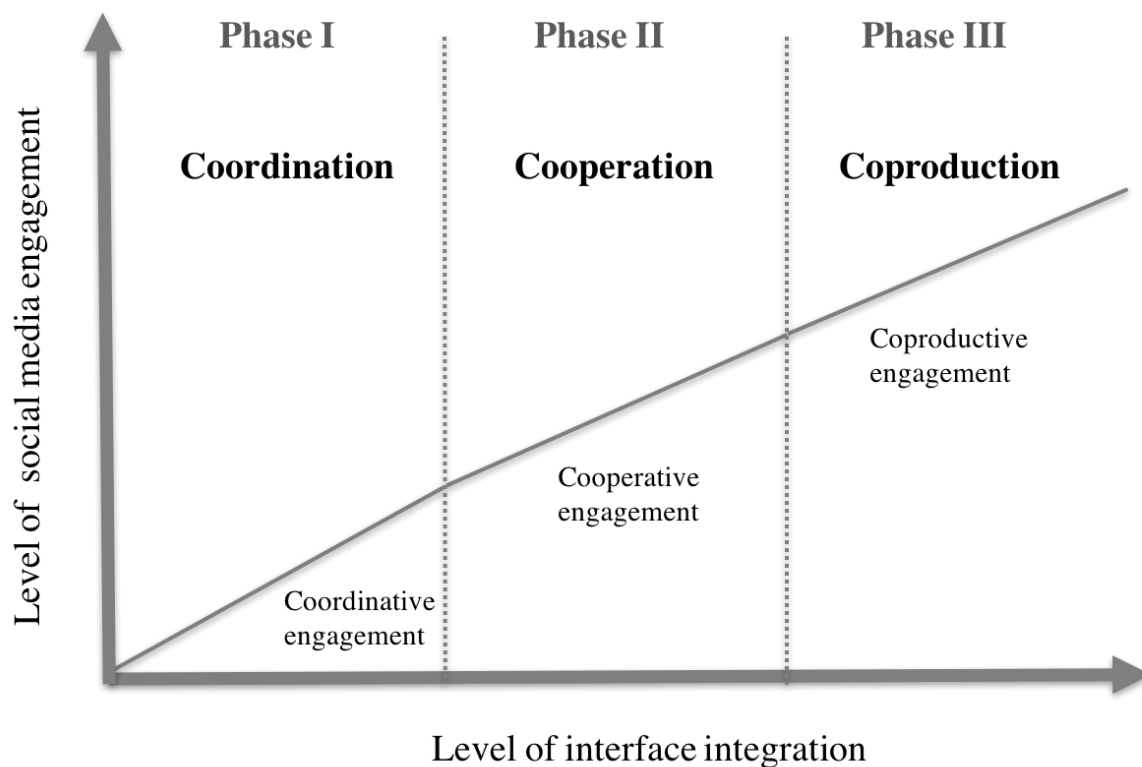 Phase I
Phase II
Phase III
Coordination
Cooperation
Coproduction
Level of social media engagement
Coproductive
engagement
Cooperative
engagement
Coordinative
engagement
Level of interface integration